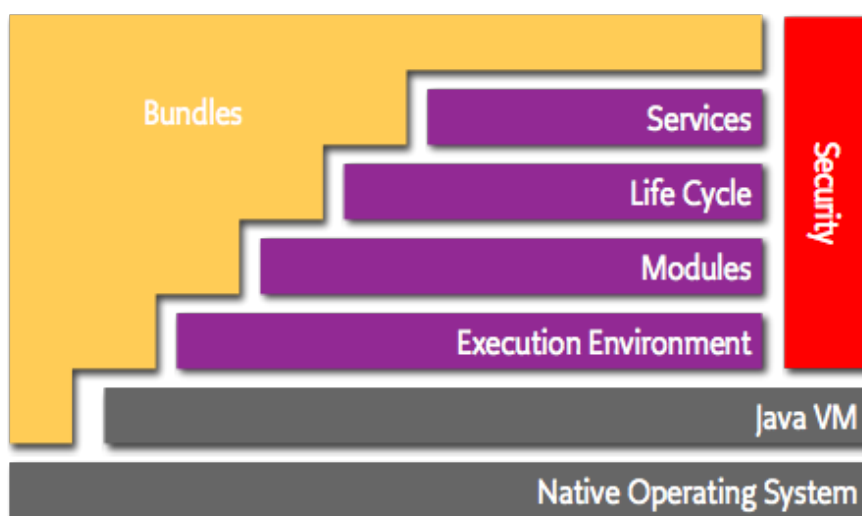 Bundles
Services
Life Cycle
Modules
Execution Environment
Security
Java VM
Native Operating System